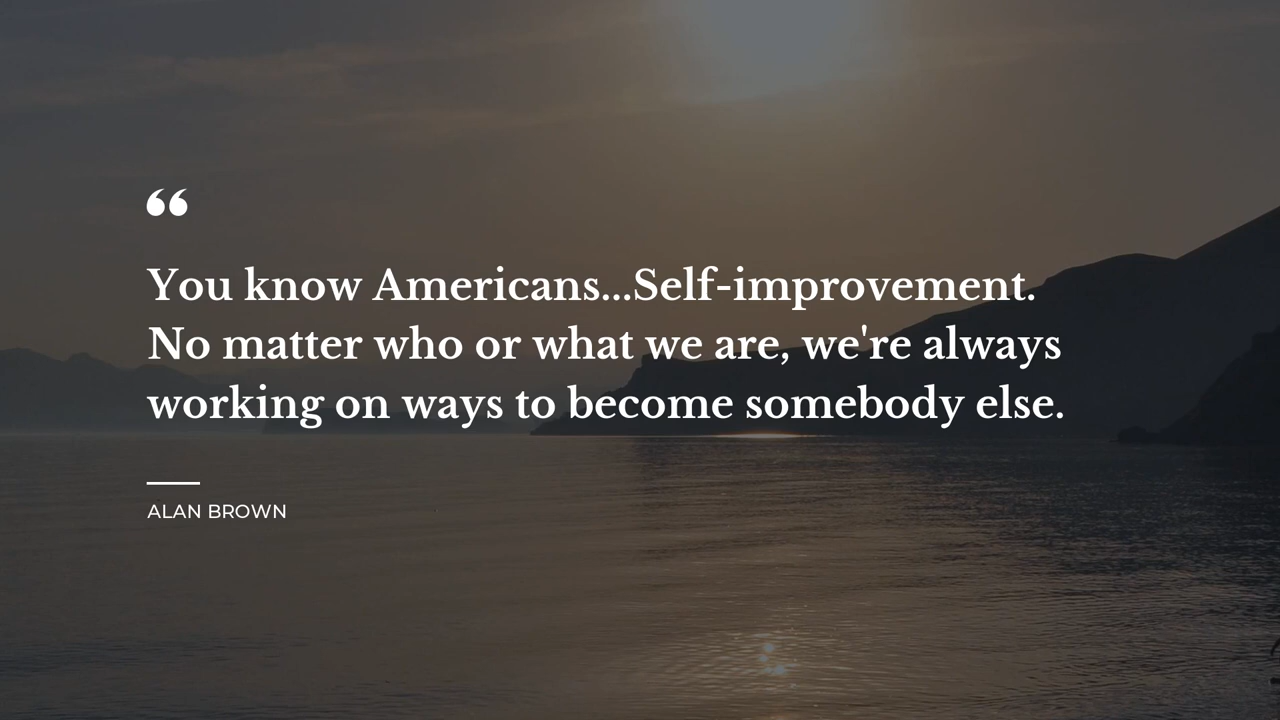 “
You know Americans...Self-improvement.
No matter who or what we are, we're always
working on ways to become somebody else.
ALAN BROWN